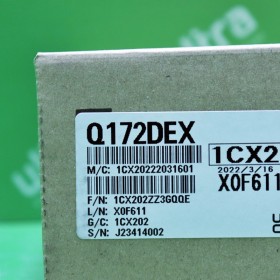 Q172DEX
1CX2
2022/3/16
M/C: 1CX20222031601
X0F611
F/N: 1CX202ZZ3GQQE
L/N: X0F611
G/C: 1CX202
S/N: J23414002